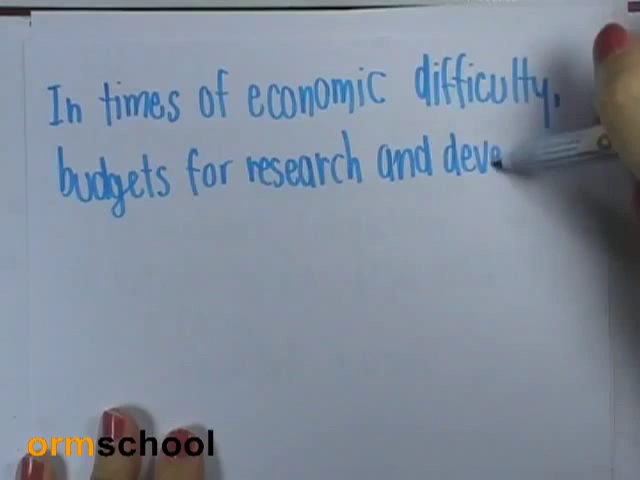 In times of economic difficulty,
budgets for research and deve
ormschool